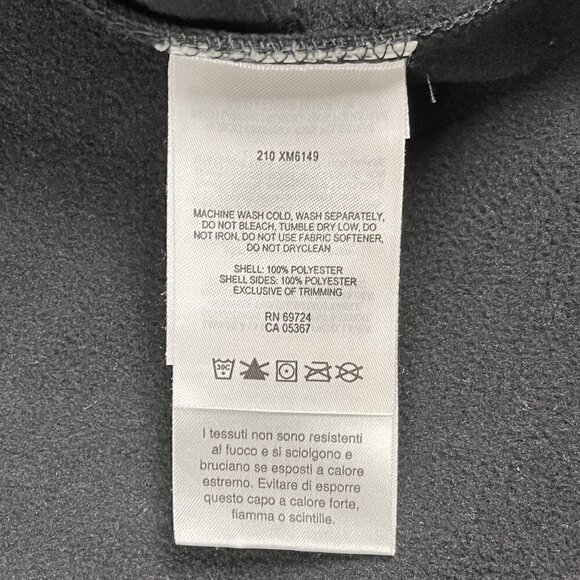 210 XM6149
MACHINE WASH COLD, WASH SEPARATELY,
DO NOT BLEACH, TUMBLE DRY LOW, DO
NOT IRON, DO NOT USE FABRIC SOFTENER,
DO NOT DRYCLEAN
SHELL: 100% POLYESTER
SHELL SIDES: 100% POLYESTER
EXCLUSIVE OF TRIMMING
RN 69724
CA 05367
30C
I tessuti non sono resistenti
al fuoco e si sciolgono e
bruciano se esposti a calore
estremo. Evitare di esporre
questo capo a calore forte,
fiamma o scintille.